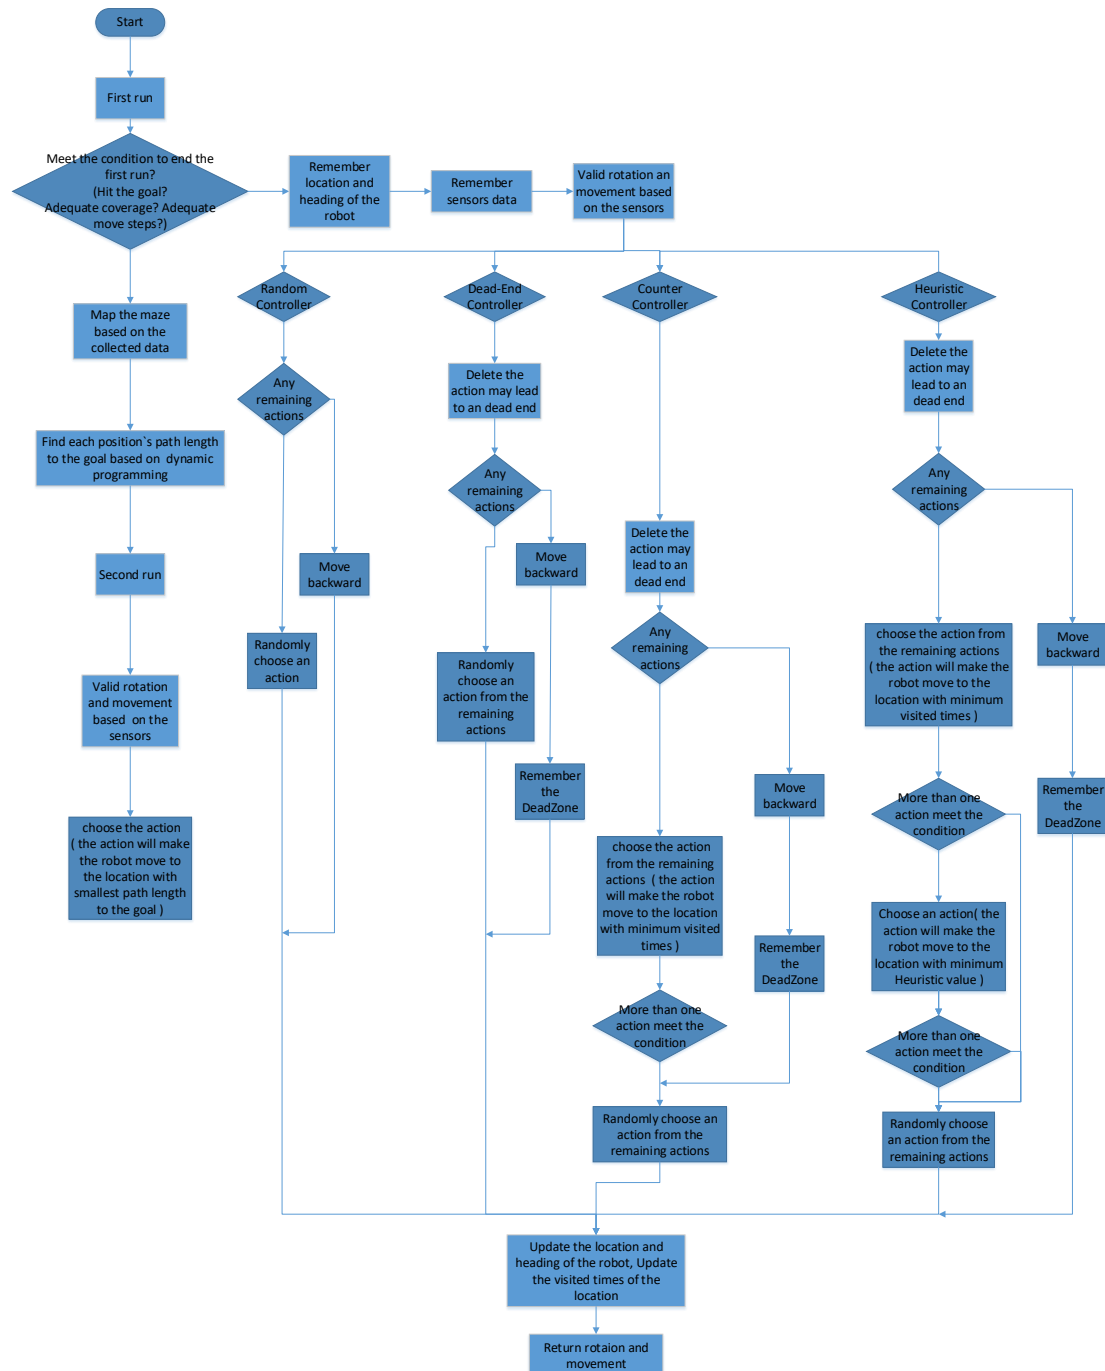 Start
First run
Meet the condition to end the
first run?
(Hit the goal?
Adequate coverage? Adequate
move steps?)
Remember
location and
heading of the
robot
Remember
sensors data
Valid rotation an
movement based
on the sensors
Random
Controller
Dead-End
Controller
Counter
Controller
Heuristic
Controller
Map the maze
based on the
collected data
Any
remaining
actions
Delete the
action may lead
to an dead end
Delete the
action may
lead to an
dead end
Find each position`s path length
to the goal based on  dynamic
programming
Any
remaining
actions
Any
remaining
actions
Second run
Move
backward
Move
backward
Delete the
action may
lead to an
dead end
Randomly
choose an
action
Any
remaining
actions
choose the action from
the remaining actions
( the action will make the
robot move to the
location with minimum
visited times )
Move
backward
Valid rotation
and movement
based  on the
sensors
Randomly
choose an
action from the
remaining
actions
Remember
the
DeadZone
Move
backward
Remember
the
DeadZone
choose the action
( the action will make
the robot move to
the location with
smallest path length
to the goal )
More than one
action meet the
condition
choose the action
from the remaining
actions  ( the action
will make the robot
move to the location
with minimum visited
times )
Remember
the
DeadZone
Choose an action( the
action will make the
robot move to the
location with minimum
Heuristic value )
More than one
action meet the
condition
More than one
action meet the
condition
Randomly choose an
action from the
remaining actions
Randomly choose
an action from the
remaining actions
Update the location and
heading of the robot, Update
the visited times of the
location
Return rotaion and
movement